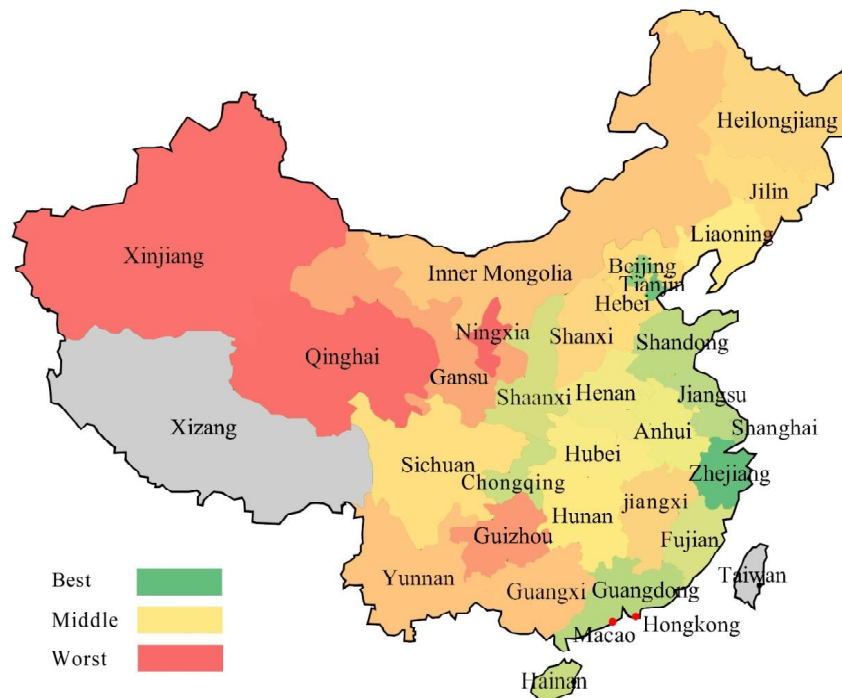 Heilongjiang
Jilin
Liaoning
Xinjiang
Inner Mongolia
Beijing
Tianjin
Hebei
Ningxia
Shanxi
Shandong
Qinghai
Gansu
Shaanxi
Henan
Jiangsu
Xizang
Anhui
Shanghai
Sichuan
Hubei
Zhejiang
Chongqing
Hunan
jiangxi
Guizhou
Fujian
Yunnan
Guangxi
Guangdong
Taiwan
Macao
Hongkong
Hainan
Best
Middle
Worst